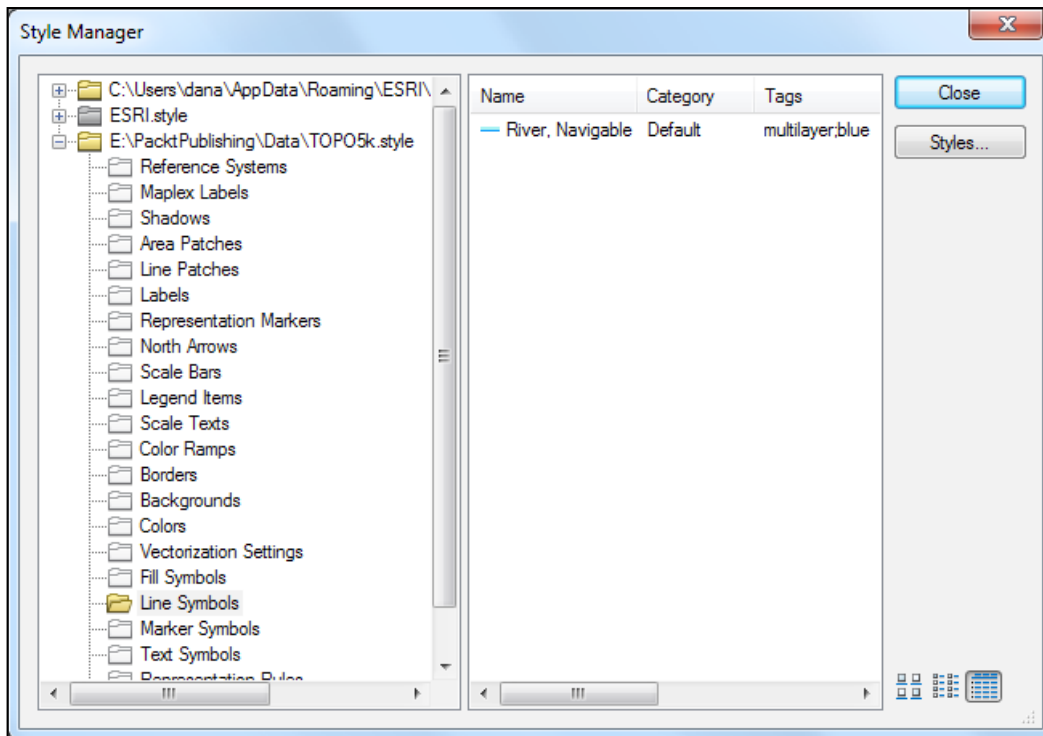 Style Manager
C:\Users\dana\AppData\Roaming\ESRI\
ESRI.style
E:\PacktPublishing\Data\TOPO5k.style
Reference Systems
Maplex Labels
Shadows
Area Patches
Line Patches
Labels
Representation Markers
North Arrows
Scale Bars
Legend Items
Scale Texts
Color Ramps
Borders
Backgrounds
Colors
Vectorization Settings
Fill Symbols
Line Symbols
Marker Symbols
Text Symbols
Representation Rules
Name Category Tags
River, Navigable Default multilayer;blue
Close
Styles...